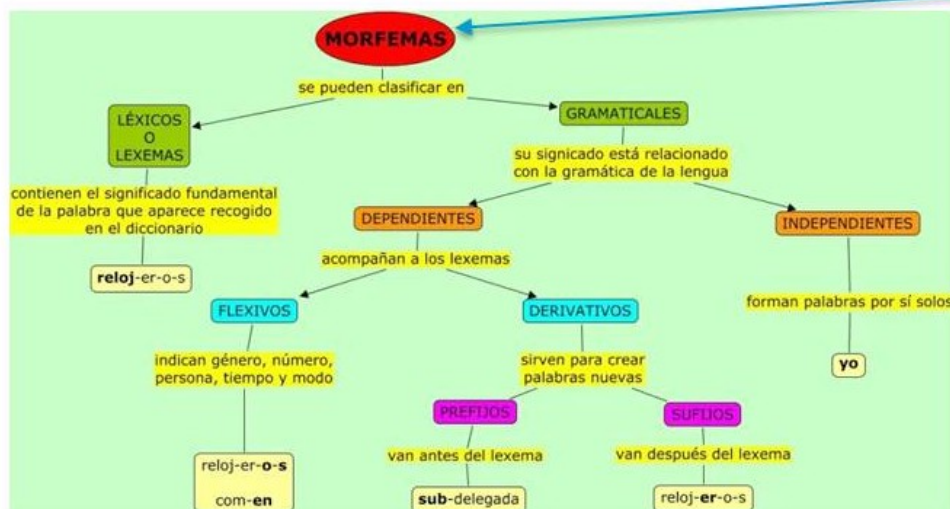 MORFEMAS
se pueden clasificar en
LÉXICOS
O
LEXEMAS
GRAMATICALES
contienen el significado fundamental
de la palabra que aparece recogido
en el diccionario
su signicado está relacionado
con la gramática de la lengua
reloj-er-o-s
DEPENDIENTES
INDEPENDIENTES
acompañan a los lexemas
forman palabras por sí solos
yo
FLEXIVOS
DERIVATIVOS
indican género, número,
persona, tiempo y modo
sirven para crear
palabras nuevas
reloj-er-o-s
com-en
PREFIJOS
SUFIJOS
van antes del lexema
van después del lexema
sub-delegada
reloj-er-o-s